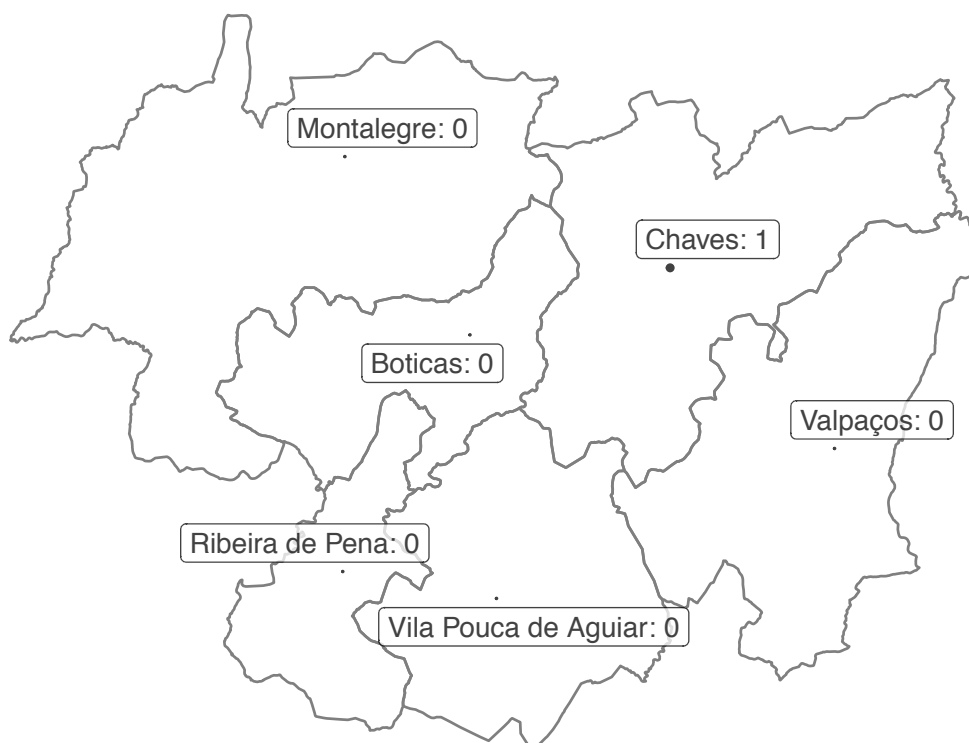 Montalegre: 0
Chaves: 1
Boticas: 0
Valpaços: 0
Ribeira de Pena: 0
Vila Pouca de Aguiar: 0